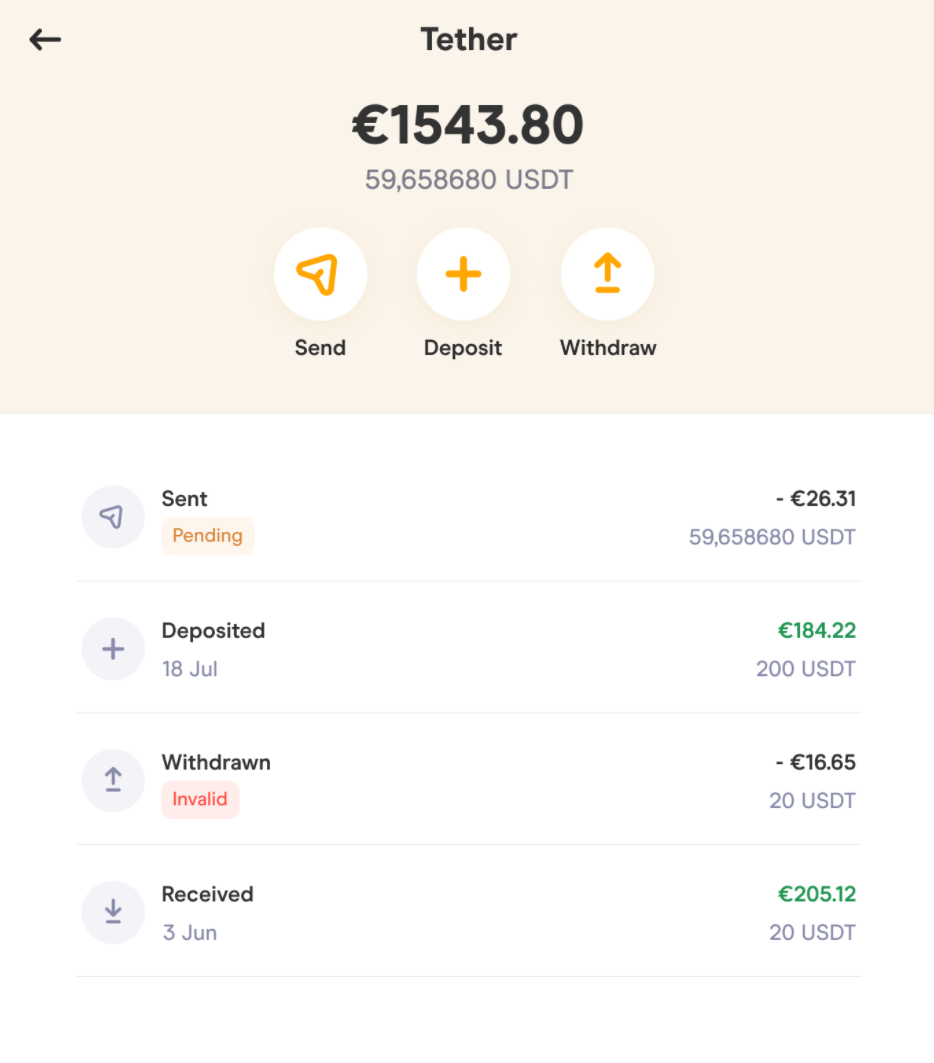 Tether
€1543.80
59,658680 USDT
Send Deposit Withdraw
Sent - €26.31
Pending 59,658680 USDT
Deposited €184.22
18 Jul 200 USDT
Withdrawn - €16.65
Invalid 20 USDT
Received €205.12
3 Jun 20 USDT